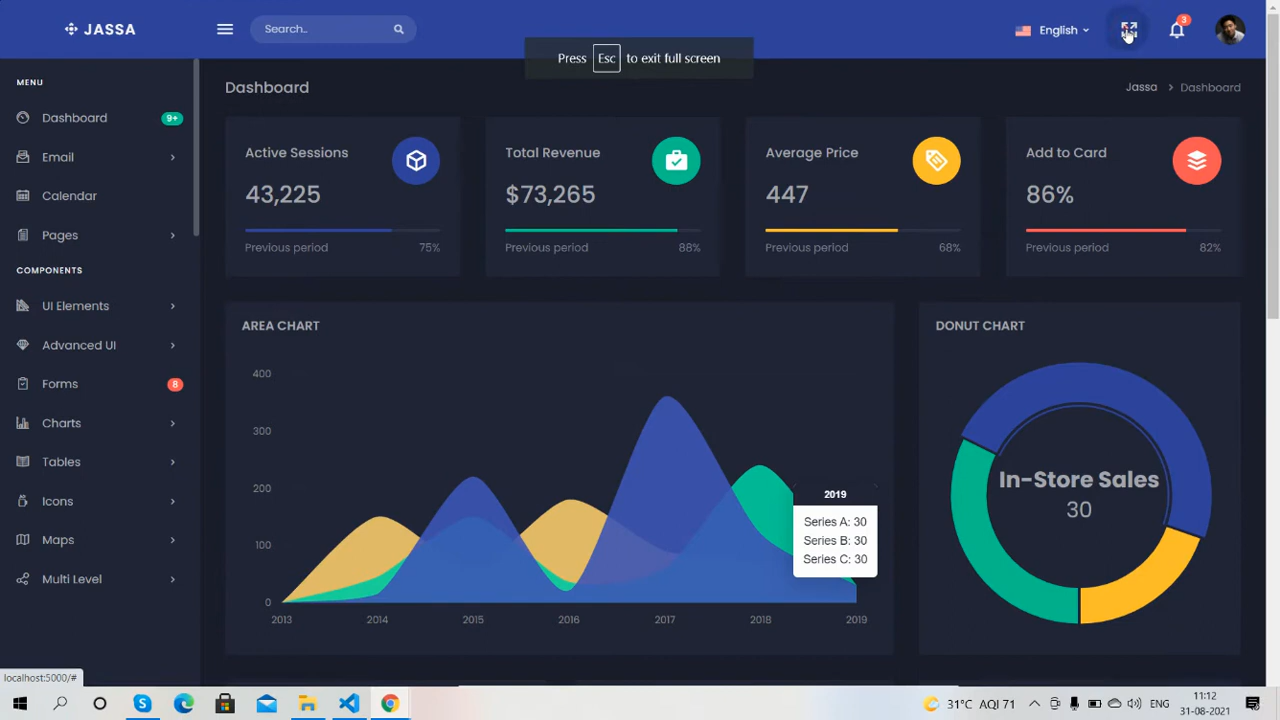 JASSA
Search..
English
3
Press Esc to exit full screen
MENU
Dashboard 9+
Email
Calendar
Pages
COMPONENTS
UI Elements
Advanced UI
Forms 8
Charts
Tables
Icons
Maps
Multi Level
Dashboard
Jassa > Dashboard
Active Sessions
43,225
Previous period 75%
Total Revenue
$73,265
Previous period 88%
Average Price
447
Previous period 68%
Add to Card
86%
Previous period 82%
AREA CHART
400
300
200
100
0
2013 2014 2015 2016 2017 2018 2019
2019
Series A: 30
Series B: 30
Series C: 30
DONUT CHART
In-Store Sales
30
localhost:5000/#
31°C AQI 71
ENG
11:12
31-08-2021